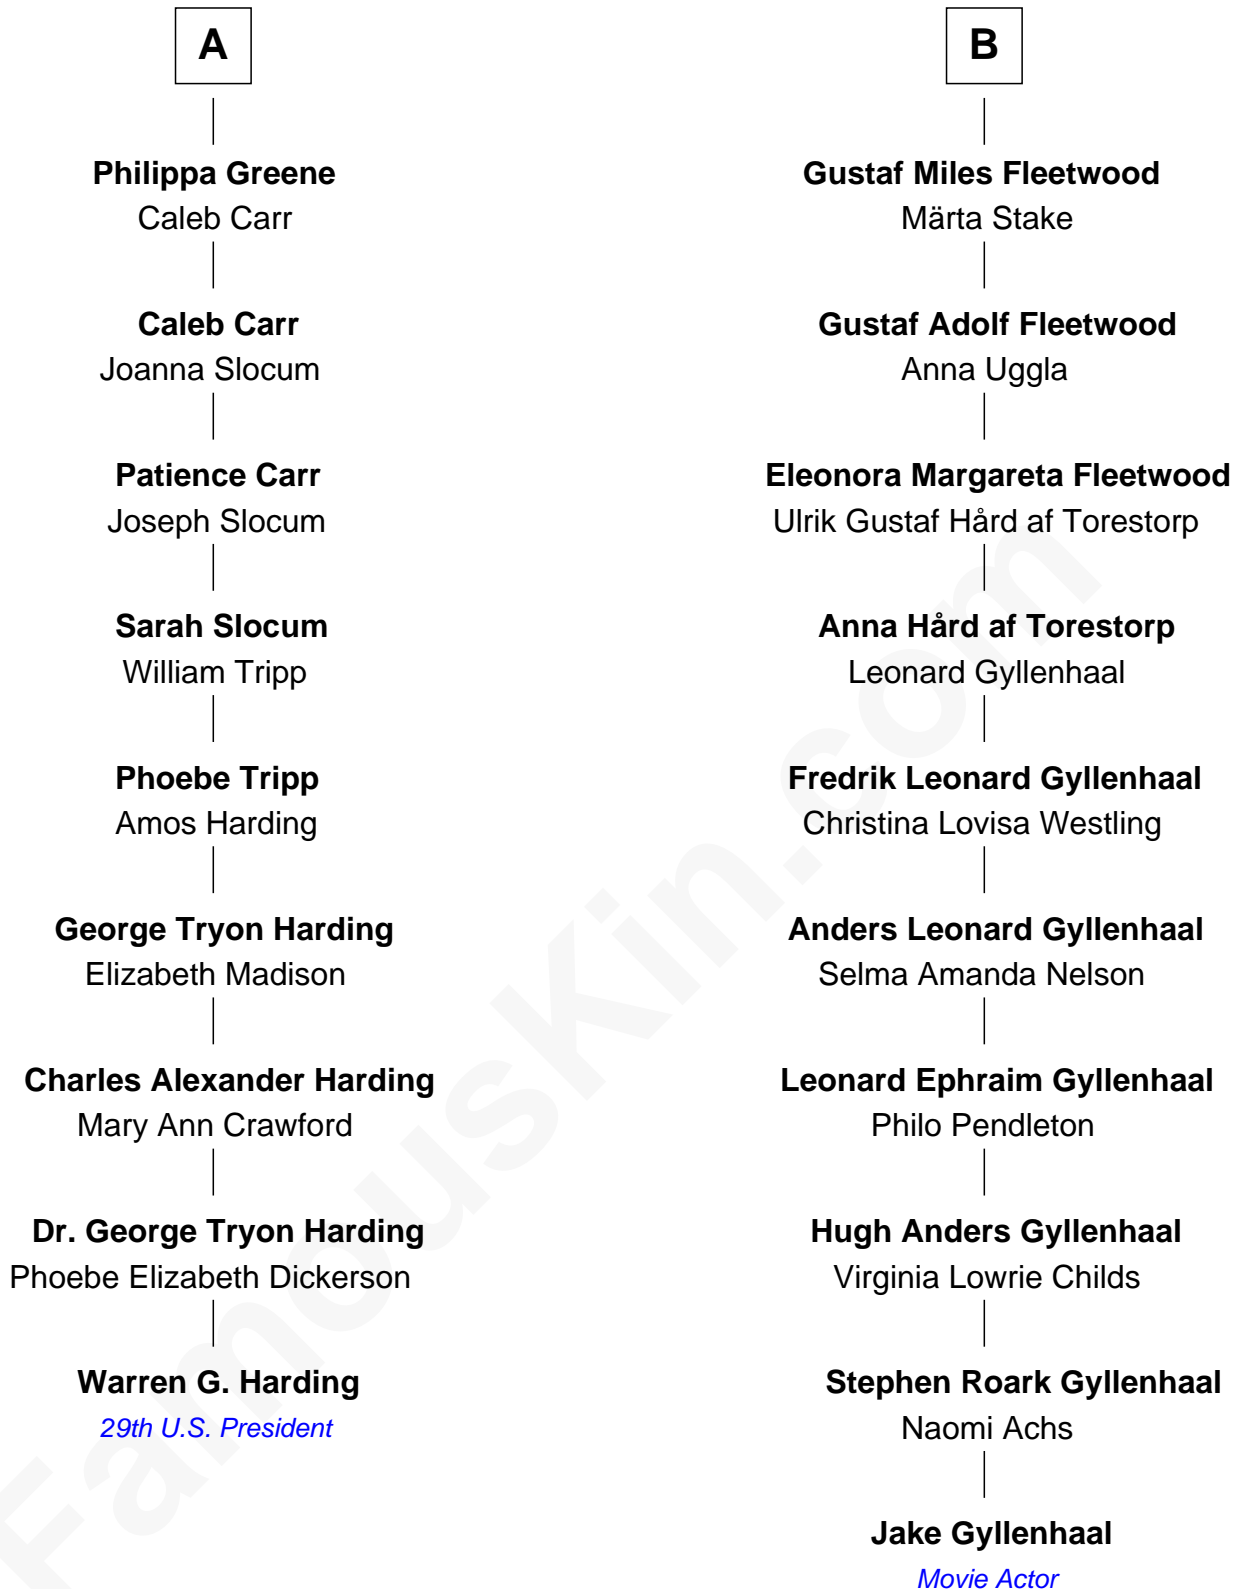 A
Philippa Greene
Caleb Carr
Caleb Carr
Joanna Slocum
Patience Carr
Joseph Slocum
Sarah Slocum
William Tripp
Phoebe Tripp
Amos Harding
George Tryon Harding
Elizabeth Madison
Charles Alexander Harding
Mary Ann Crawford
Dr. George Tryon Harding
Phoebe Elizabeth Dickerson
Warren G. Harding
29th U.S. President
B
Gustaf Miles Fleetwood
Märta Stake
Gustaf Adolf Fleetwood
Anna Uggla
Eleonora Margareta Fleetwood
Ulrik Gustaf Hård af Torestorp
Anna Hård af Torestorp
Leonard Gyllenhaal
Fredrik Leonard Gyllenhaal
Christina Lovisa Westling
Anders Leonard Gyllenhaal
Selma Amanda Nelson
Leonard Ephraim Gyllenhaal
Philo Pendleton
Hugh Anders Gyllenhaal
Virginia Lowrie Childs
Stephen Roark Gyllenhaal
Naomi Achs
Jake Gyllenhaal
Movie Actor
FamousKin.com